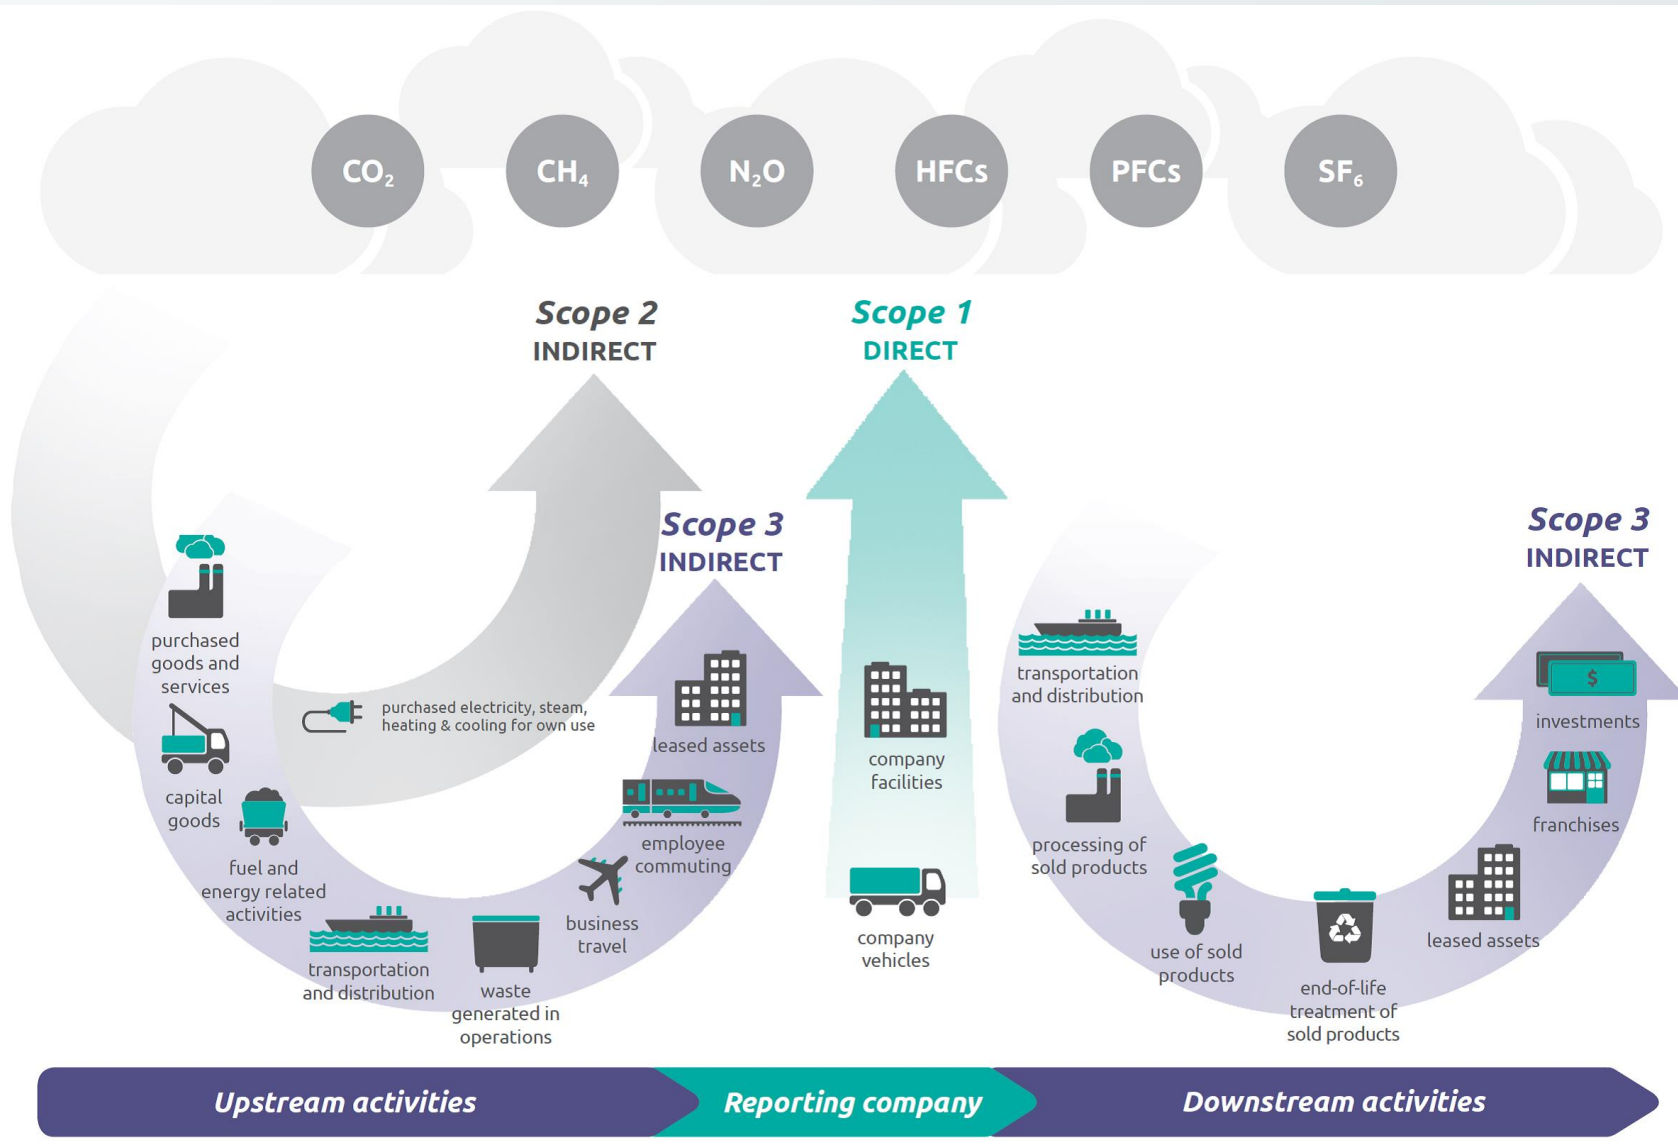 CO₂
CH₄
N₂O
HFCs
PFCs
SF₆
Scope 2
INDIRECT
Scope 1
DIRECT
Scope 3
INDIRECT
Scope 3
INDIRECT
purchased
goods and
services
capital
goods
fuel and
energy related
activities
transportation
and distribution
waste
generated in
operations
business
travel
employee
commuting
leased assets
purchased electricity, steam,
heating & cooling for own use
company
facilities
company
vehicles
transportation
and distribution
processing of
sold products
use of sold
products
end-of-life
treatment of
sold products
leased assets
franchises
$
investments
Upstream activities
Reporting company
Downstream activities